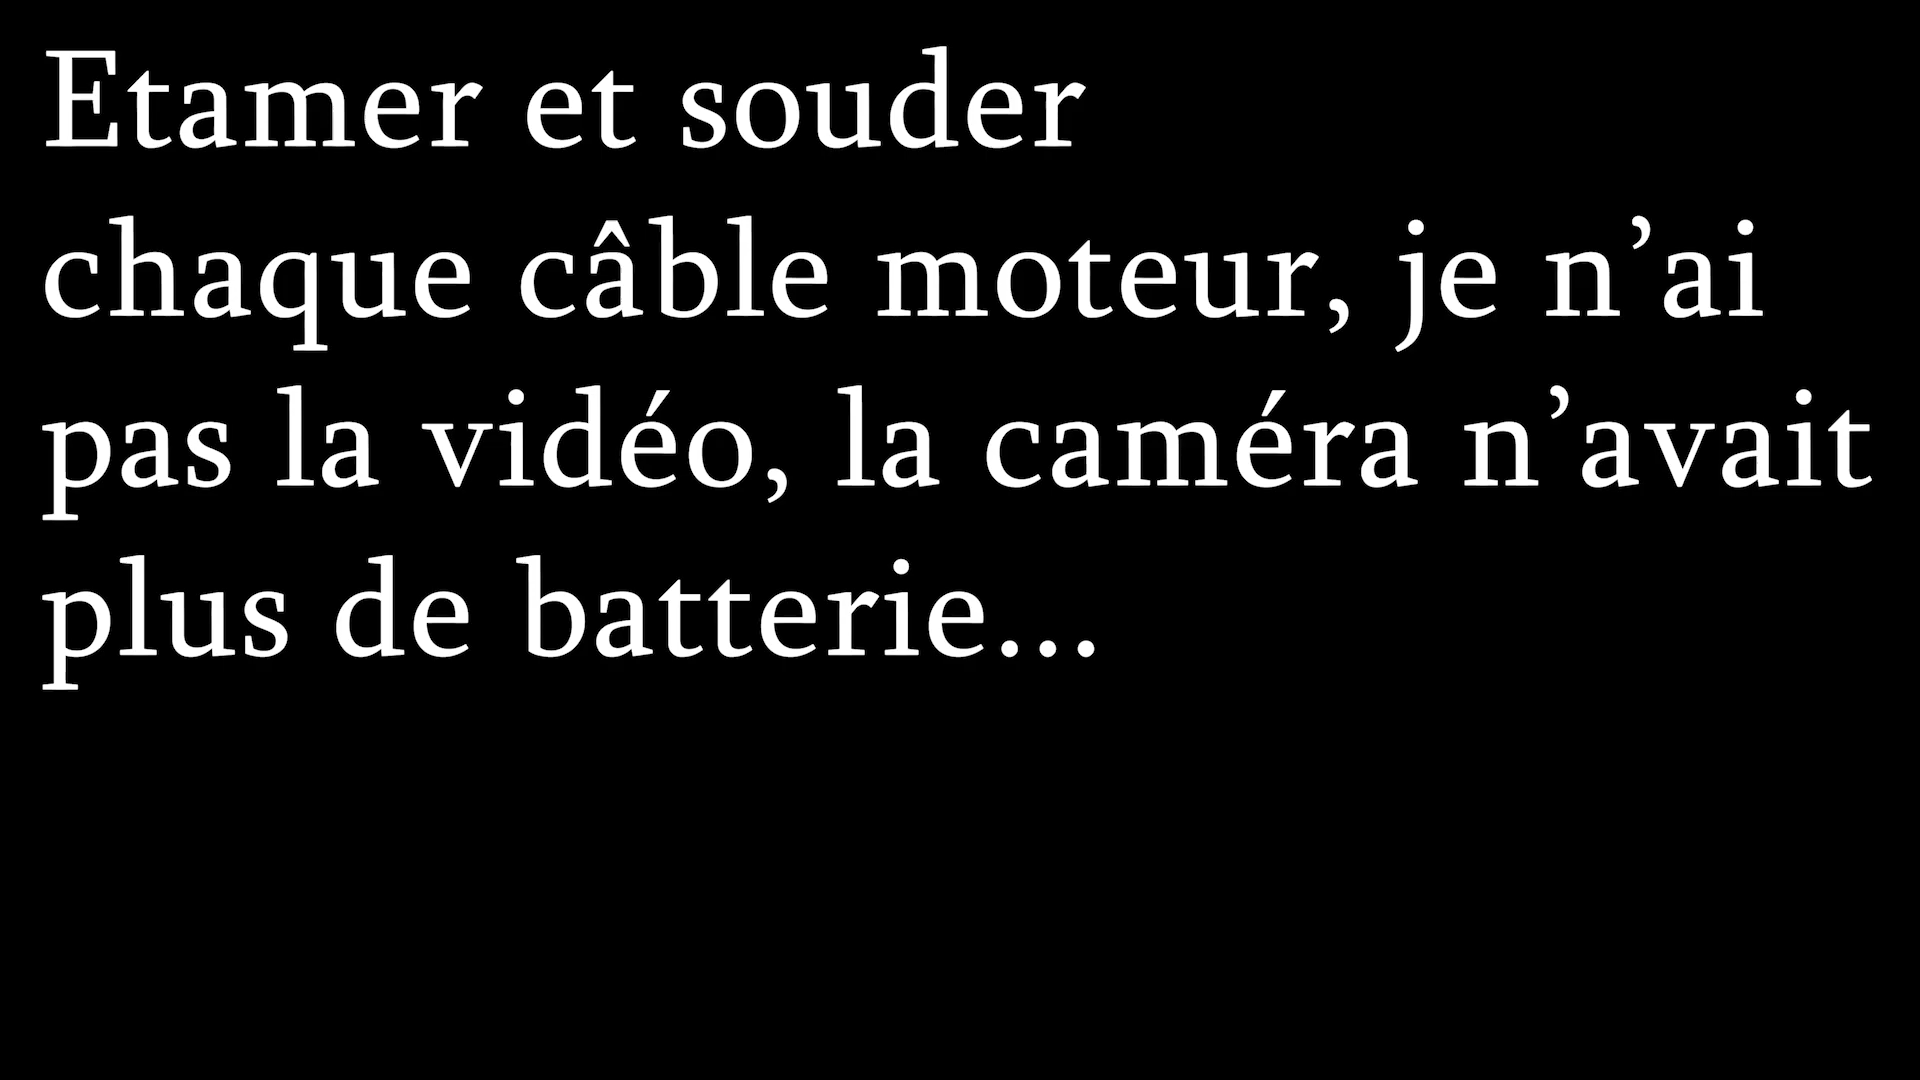 Etamer et souder
chaque câble moteur, je n’ai
pas la vidéo, la caméra n’avait
plus de batterie...